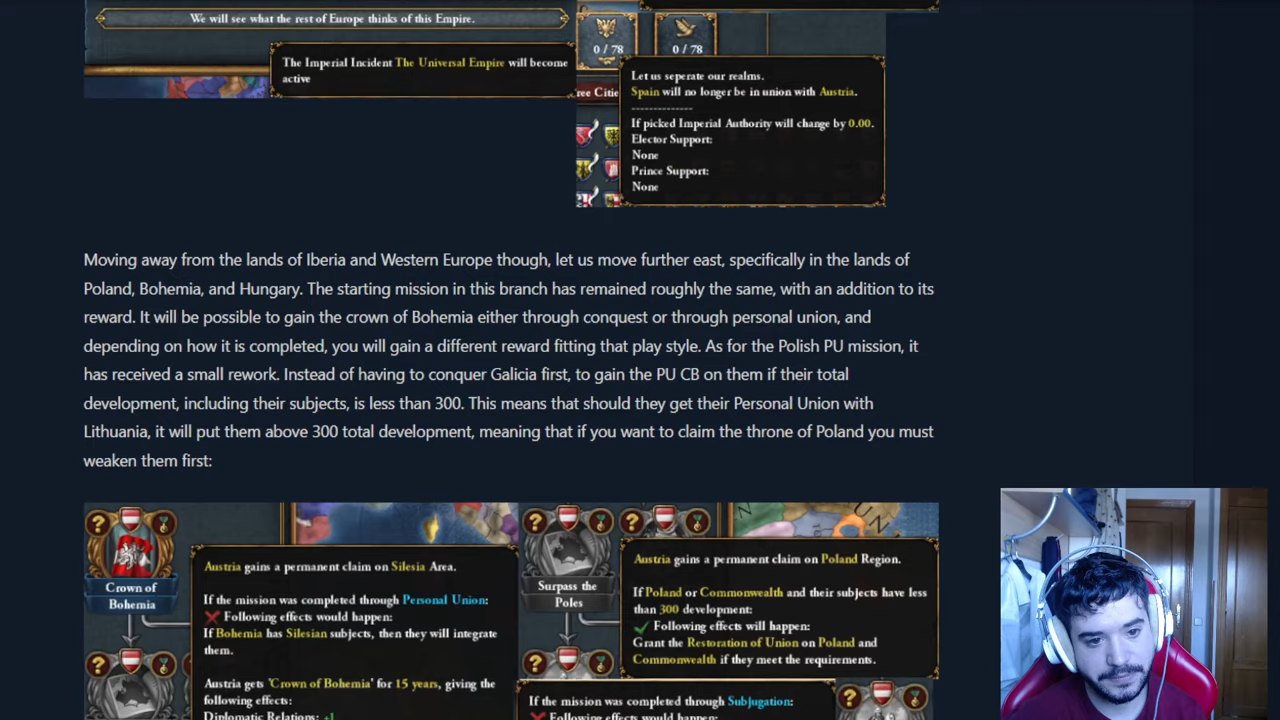 We will see what the rest of Europe thinks of this Empire.
The Imperial Incident The Universal Empire will become
active
0 / 78
0 / 78
ree Citie
Let us seperate our realms.
Spain will no longer be in union with Austria.
--------------
If picked Imperial Authority will change by 0.00.
Elector Support:
None
Prince Support:
None
Moving away from the lands of Iberia and Western Europe though, let us move further east, specifically in the lands of
Poland, Bohemia, and Hungary. The starting mission in this branch has remained roughly the same, with an addition to its
reward. It will be possible to gain the crown of Bohemia either through conquest or through personal union, and
depending on how it is completed, you will gain a different reward fitting that play style. As for the Polish PU mission, it
has received a small rework. Instead of having to conquer Galicia first, to gain the PU CB on them if their total
development, including their subjects, is less than 300. This means that should they get their Personal Union with
Lithuania, it will put them above 300 total development, meaning that if you want to claim the throne of Poland you must
weaken them first:
Crown of
Bohemia
Austria gains a permanent claim on Silesia Area.
If the mission was completed through Personal Union:
Following effects would happen:
If Bohemia has Silesian subjects, then they will integrate
them.
Austria gets 'Crown of Bohemia' for 15 years, giving the
following effects:
Diplomatic Relations: +1
Surpass the
Poles
Austria gains a permanent claim on Poland Region.
If Poland or Commonwealth and their subjects have less
than 300 development:
Following effects will happen:
Grant the Restoration of Union on Poland and
Commonwealth if they meet the requirements.
If the mission was completed through Subjugation:
Following effects would happen: